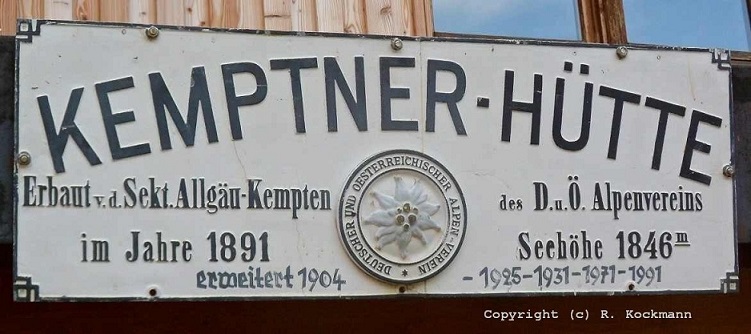 KEMPTNER-HÜTTE
Erbaut v.d. Sekt. Allgäu-Kempten des D.u.Ö. Alpenvereins
im Jahre 1891 Seehöhe 1846 m
erweitert 1904 - 1925-1931-1971-1991
DEUTSCHER UND OESTERREICHISCHER ALPEN-VEREIN *
Copyright (c) R. Kockmann